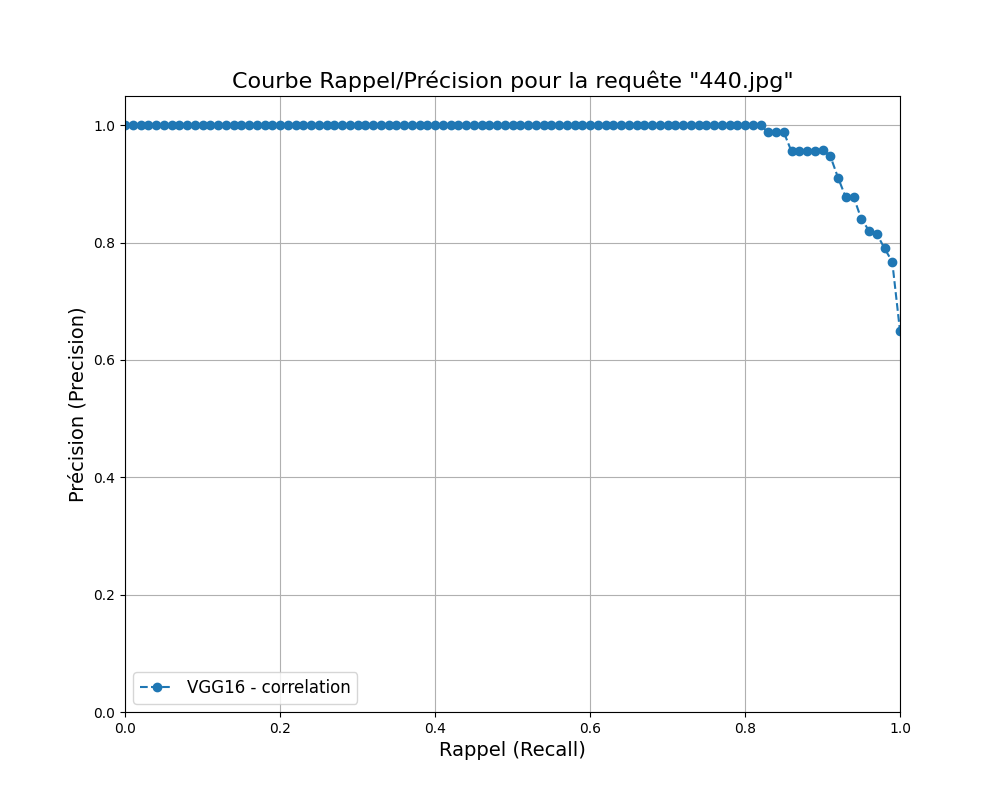 Courbe Rappel/Précision pour la requête "440.jpg"
Précision (Precision)
1.0
0.8
0.6
0.4
0.2
0.0
VGG16 - correlation
0.0 0.2 0.4 0.6 0.8 1.0
Rappel (Recall)